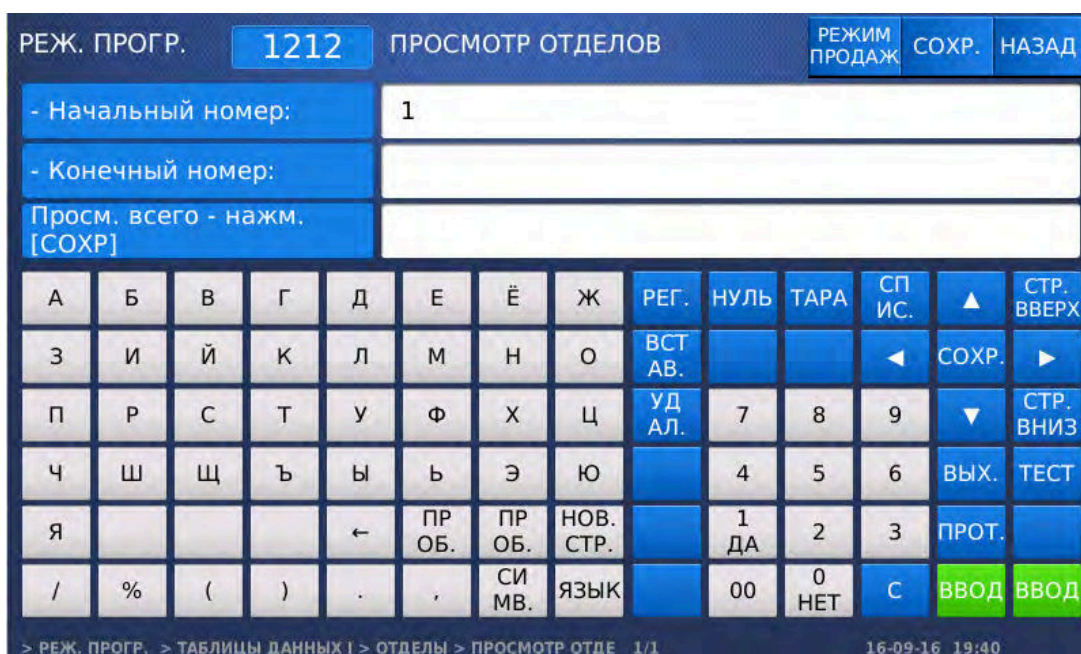 РЕЖ. ПРОГР. 1212 ПРОСМОТР ОТДЕЛОВ РЕЖИМ ПРОДАЖ СОХР. НАЗАД
- Начальный номер: 1
- Конечный номер:
Просм. всего - нажм.
[СОХР]
А Б В Г Д Е Ё Ж РЕГ. НУЛЬ ТАРА СП ИС. ▲ СТР. ВВЕРХ
З И Й К Л М Н О ВСТ АВ. ◀ СОХР. ▶
П Р С Т У Ф Х Ц УД АЛ. 7 8 9 ▼ СТР. ВНИЗ
Ч Ш Щ Ъ Ы Ь Э Ю 4 5 6 ВЫХ. ТЕСТ
Я ← ПР ОБ. ПР ОБ. НОВ. СТР. 1 ДА 2 3 ПРОТ.
/ % ( ) . , СИ МВ. ЯЗЫК 00 0 НЕТ С ВВОД ВВОД
> РЕЖ. ПРОГР. > ТАБЛИЦЫ ДАННЫХ I > ОТДЕЛЫ > ПРОСМОТР ОТДЕ 1/1 16-09-16 19:40